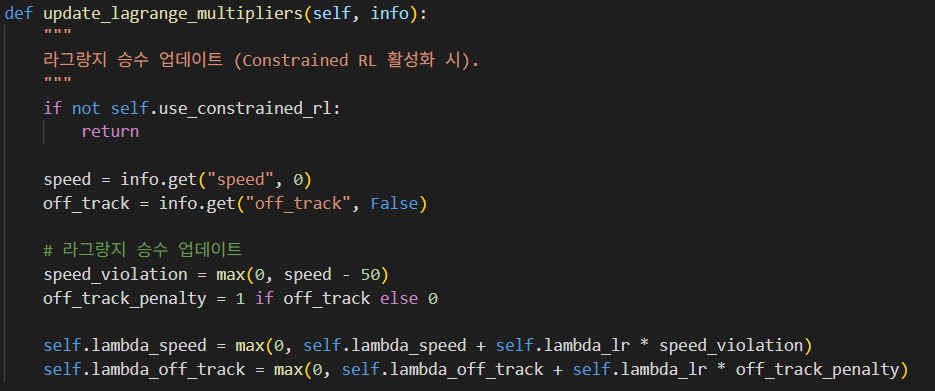 def update_lagrange_multipliers(self, info):
    """
    라그랑지 승수 업데이트 (Constrained RL 활성화 시).
    """
    if not self.use_constrained_rl:
        return
    speed = info.get("speed", 0)
    off_track = info.get("off_track", False)
    # 라그랑지 승수 업데이트
    speed_violation = max(0, speed - 50)
    off_track_penalty = 1 if off_track else 0
    self.lambda_speed = max(0, self.lambda_speed + self.lambda_lr * speed_violation)
    self.lambda_off_track = max(0, self.lambda_off_track + self.lambda_lr * off_track_penalty)